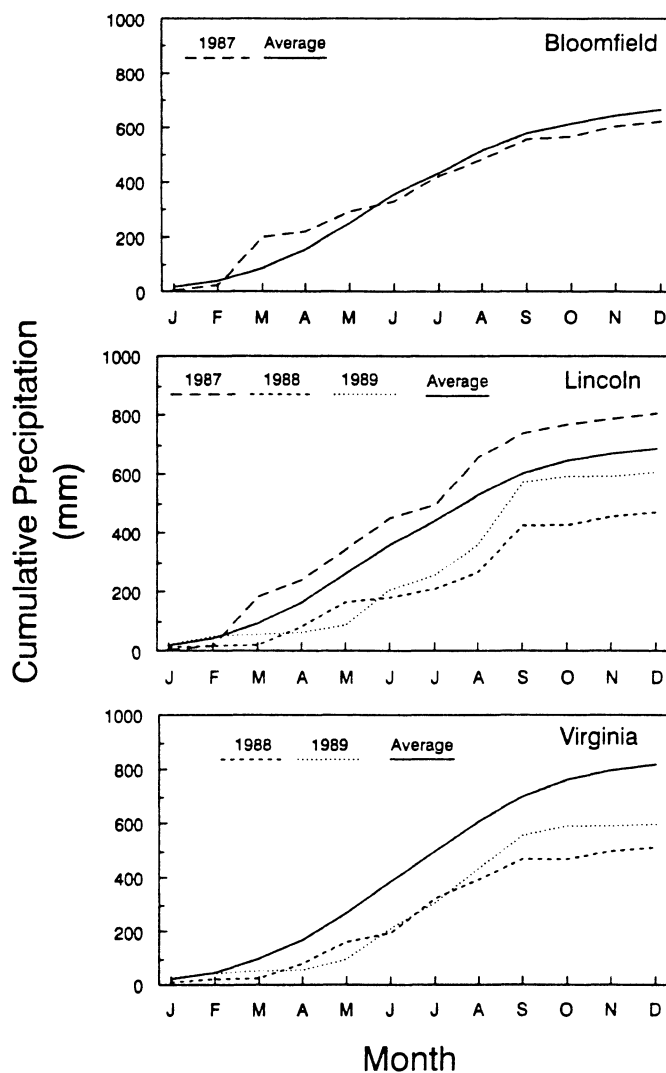 1987 Average Bloomfield
1000
800
600
400
200
0
J F M A M J J A S O N D
1987 1988 1989 Average Lincoln
1000
800
600
400
200
0
J F M A M J J A S O N D
1988 1989 Average Virginia
1000
800
600
400
200
0
J F M A M J J A S O N D
Cumulative Precipitation
(mm)
Month